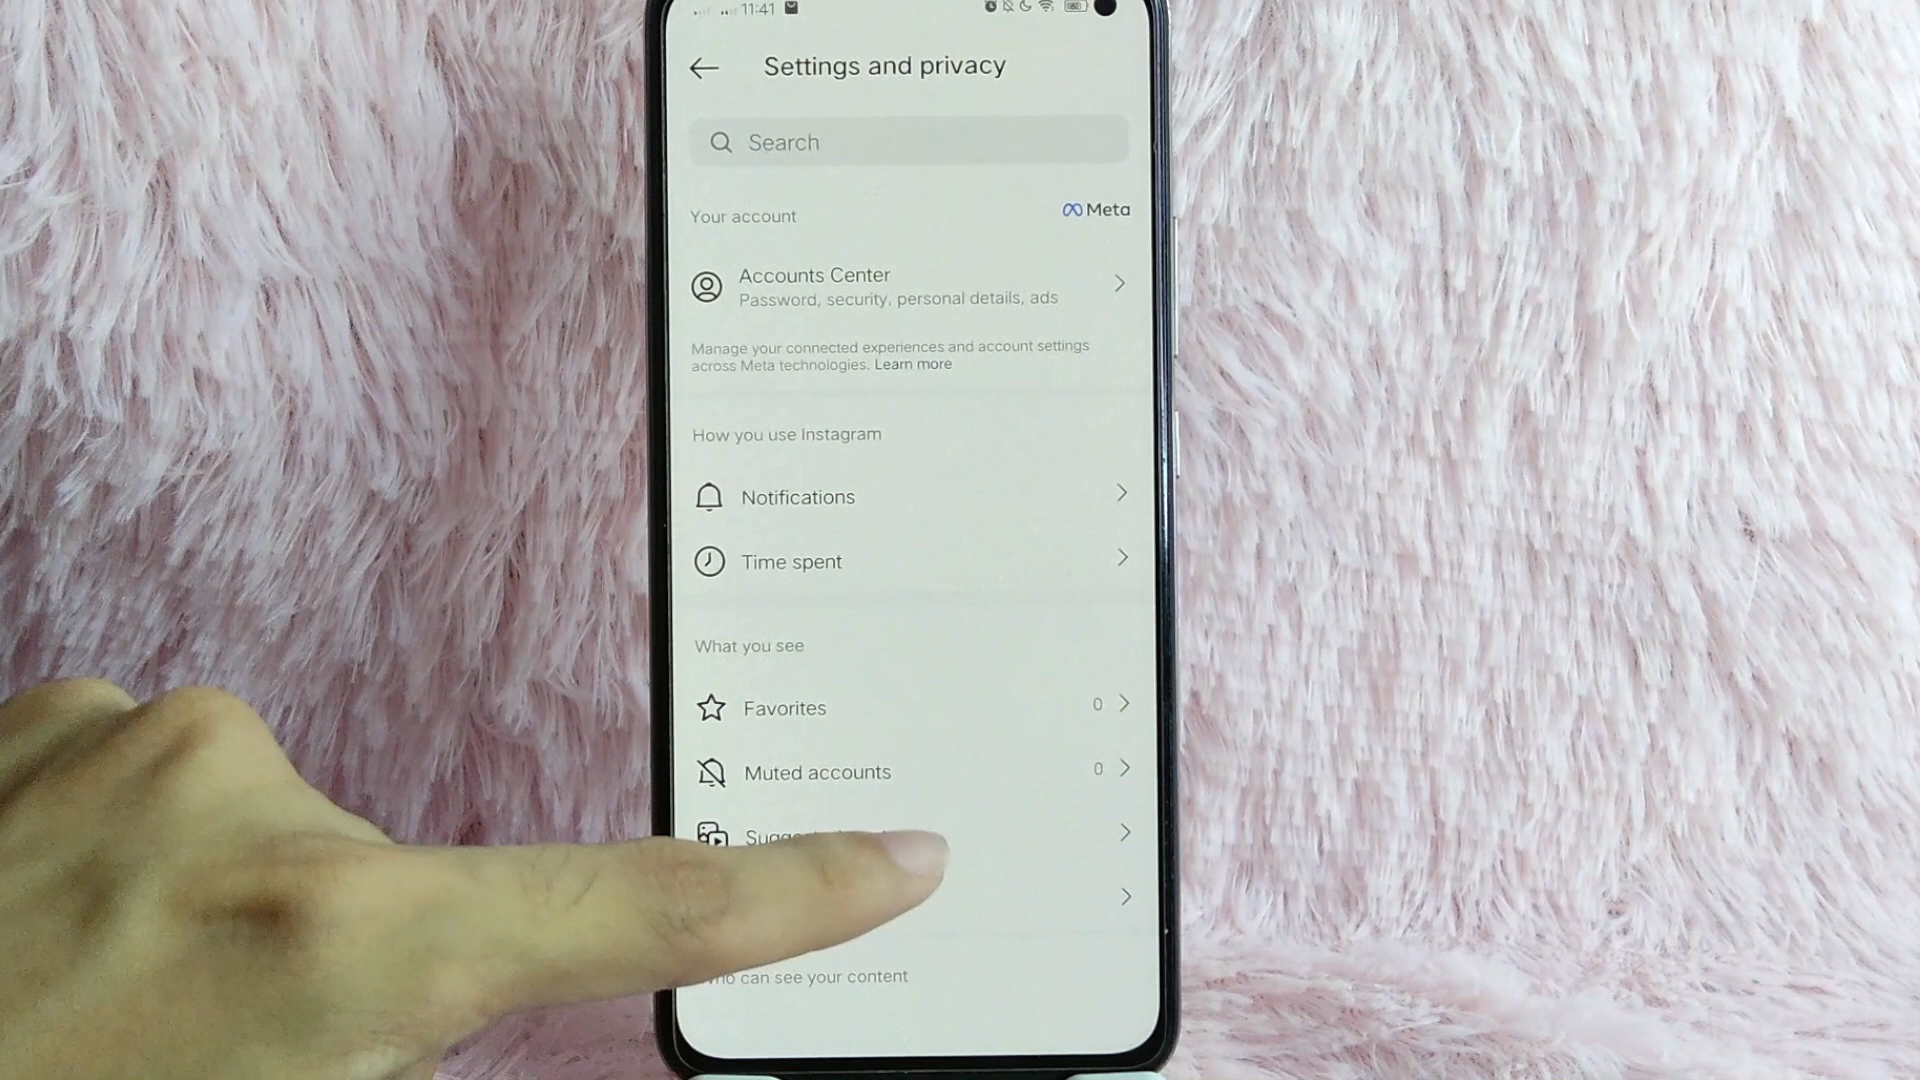 11:41
Settings and privacy
Search
Your account
Meta
Accounts Center
Password, security, personal details, ads
Manage your connected experiences and account settings
across Meta technologies. Learn more
How you use Instagram
Notifications
Time spent
What you see
Favorites 0
Muted accounts 0
can see your content